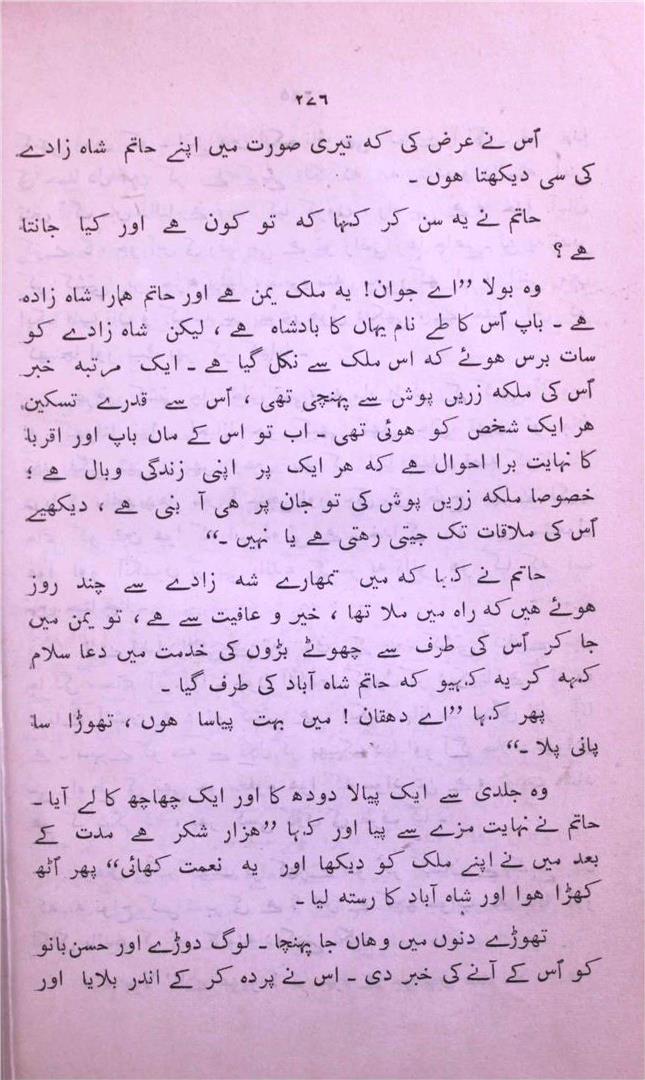 ۲۷۶
اُس نے عرض کی کہ تیری صورت میں اپنے حاتم شاہ زادے
کی سی دیکھتا ہوں ۔
حاتم نے یہ سن کر کہا کہ تو کون ہے اور کیا جانتا
ہے ؟
وہ بولا ”اے جوان! یہ ملک یمن ہے اور حاتم ہمارا شاہ زادہ
ہے ۔ باپ اُس کا طے نام یہاں کا بادشاہ ہے ، لیکن شاہ زادے کو
سات برس ہوئے کہ اس ملک سے نکل گیا ہے ۔ ایک مرتبہ خبر
اُس کی ملکہ زریں پوش سے پہنچی تھی ، اُس سے قدرے تسکین
ہر ایک شخص کو ہوئی تھی ۔ اب تو اس کے ماں باپ اور اقربا
کا نہایت برا احوال ہے کہ ہر ایک پر اپنی زندگی وبال ہے ؛
خصوصاً ملکہ زریں پوش کی تو جان پر ہی آ بنی ہے ، دیکھیے
اُس کی ملاقات تک جیتی رہتی ہے یا نہیں ۔“
حاتم نے کہا کہ میں تمھارے شہ زادے سے چند روز
ہوئے ہیں کہ راہ میں ملا تھا ، خیر و عافیت سے ہے ، تو یمن میں
جا کر اُس کی طرف سے چھوٹے بڑوں کی خدمت میں دعا سلام
کہہ کر یہ کہیو کہ حاتم شاہ آباد کی طرف گیا ۔
پھر کہا ”اے دھقان! میں بہت پیاسا ہوں ، تھوڑا سا
پانی پلا ۔“
وہ جلدی سے ایک پیالا دودھ کا اور ایک چھاچھ کا لے آیا ۔
حاتم نے نہایت مزے سے پیا اور کہا ”ہزار شکر ہے مدت کے
بعد میں نے اپنے ملک کو دیکھا اور یہ نعمت کھائی“ پھر اُٹھ
کھڑا ہوا اور شاہ آباد کا رستہ لیا ۔
تھوڑے دنوں میں وہاں جا پہنچا ۔ لوگ دوڑے اور حسن بانو
کو اُس کے آنے کی خبر دی ۔ اس نے پردہ کر کے اندر بلایا اور